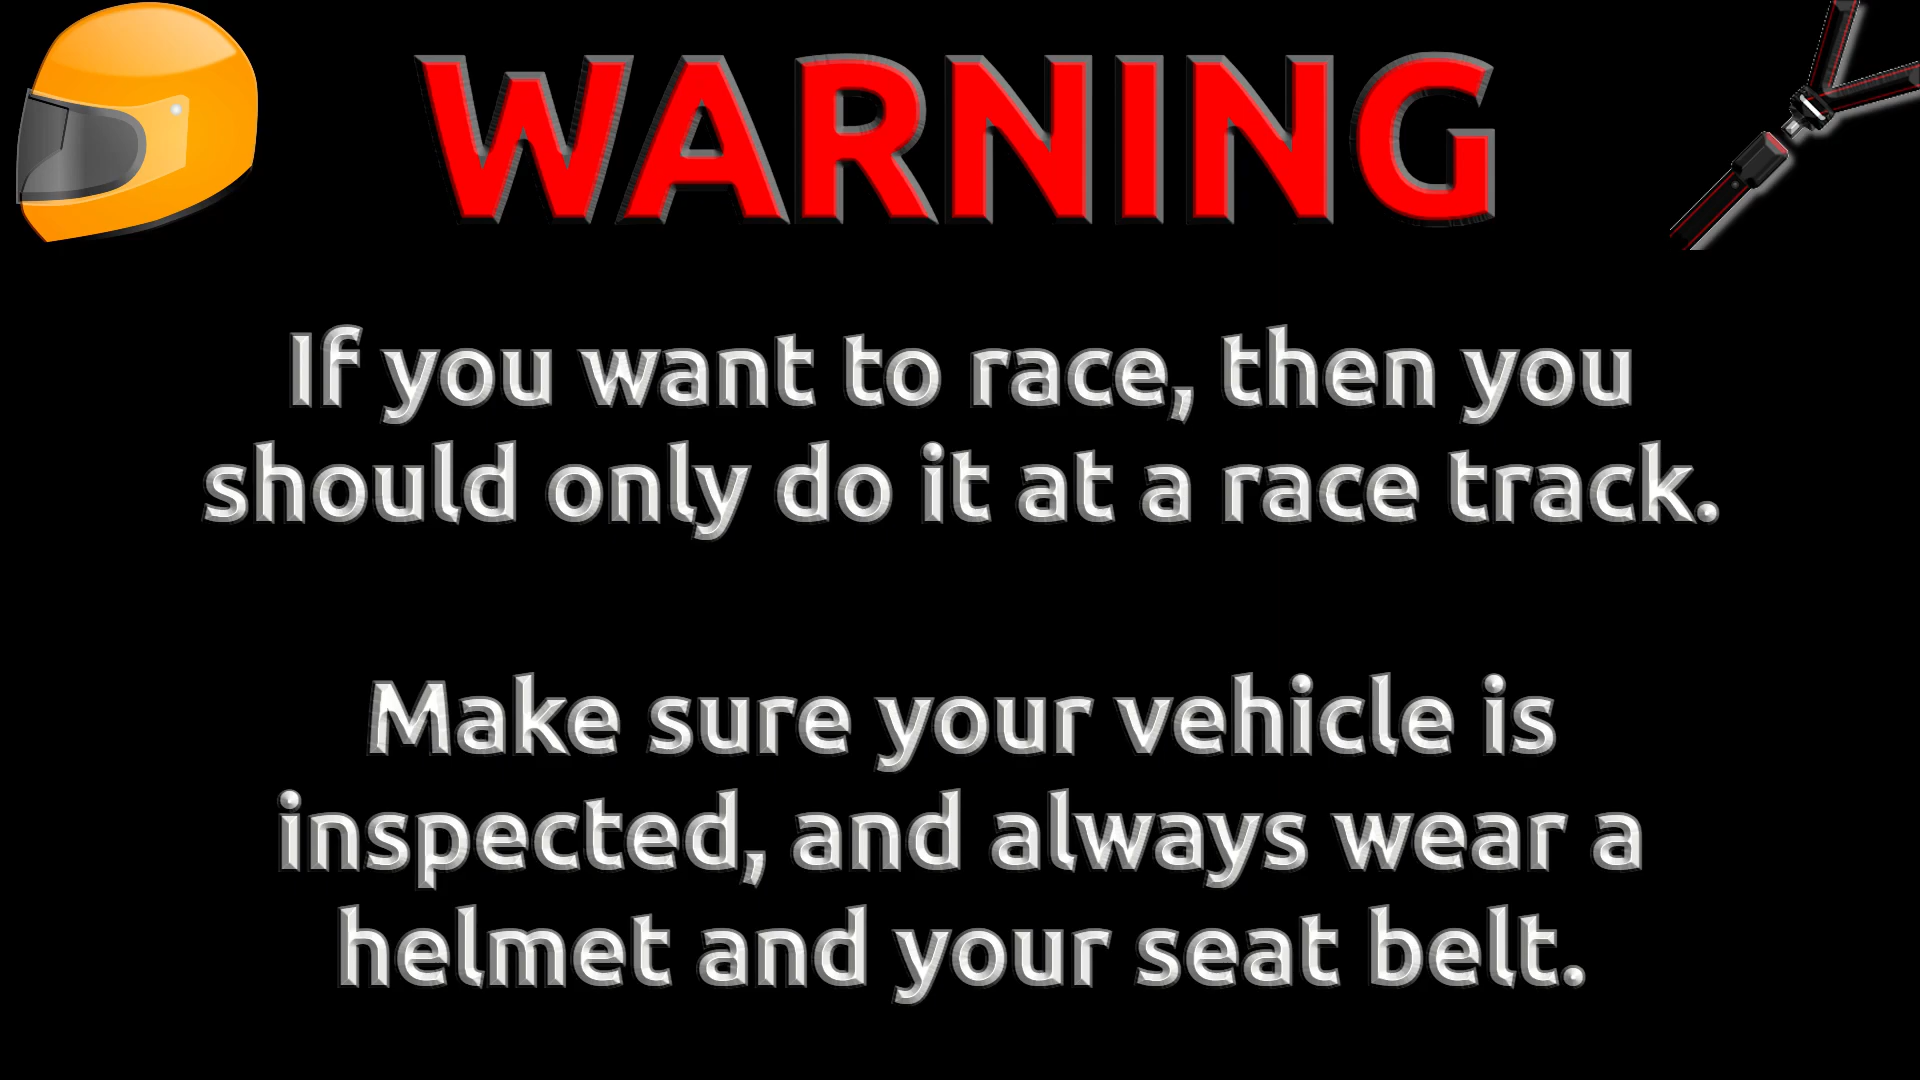 WARNING
If you want to race, then you
should only do it at a race track.
Make sure your vehicle is
inspected, and always wear a
helmet and your seat belt.